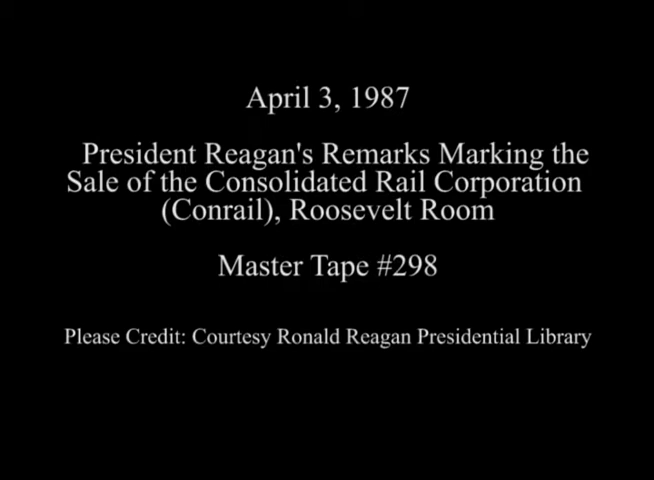 April 3, 1987
President Reagan's Remarks Marking the
Sale of the Consolidated Rail Corporation
(Conrail), Roosevelt Room
Master Tape #298
Please Credit: Courtesy Ronald Reagan Presidential Library